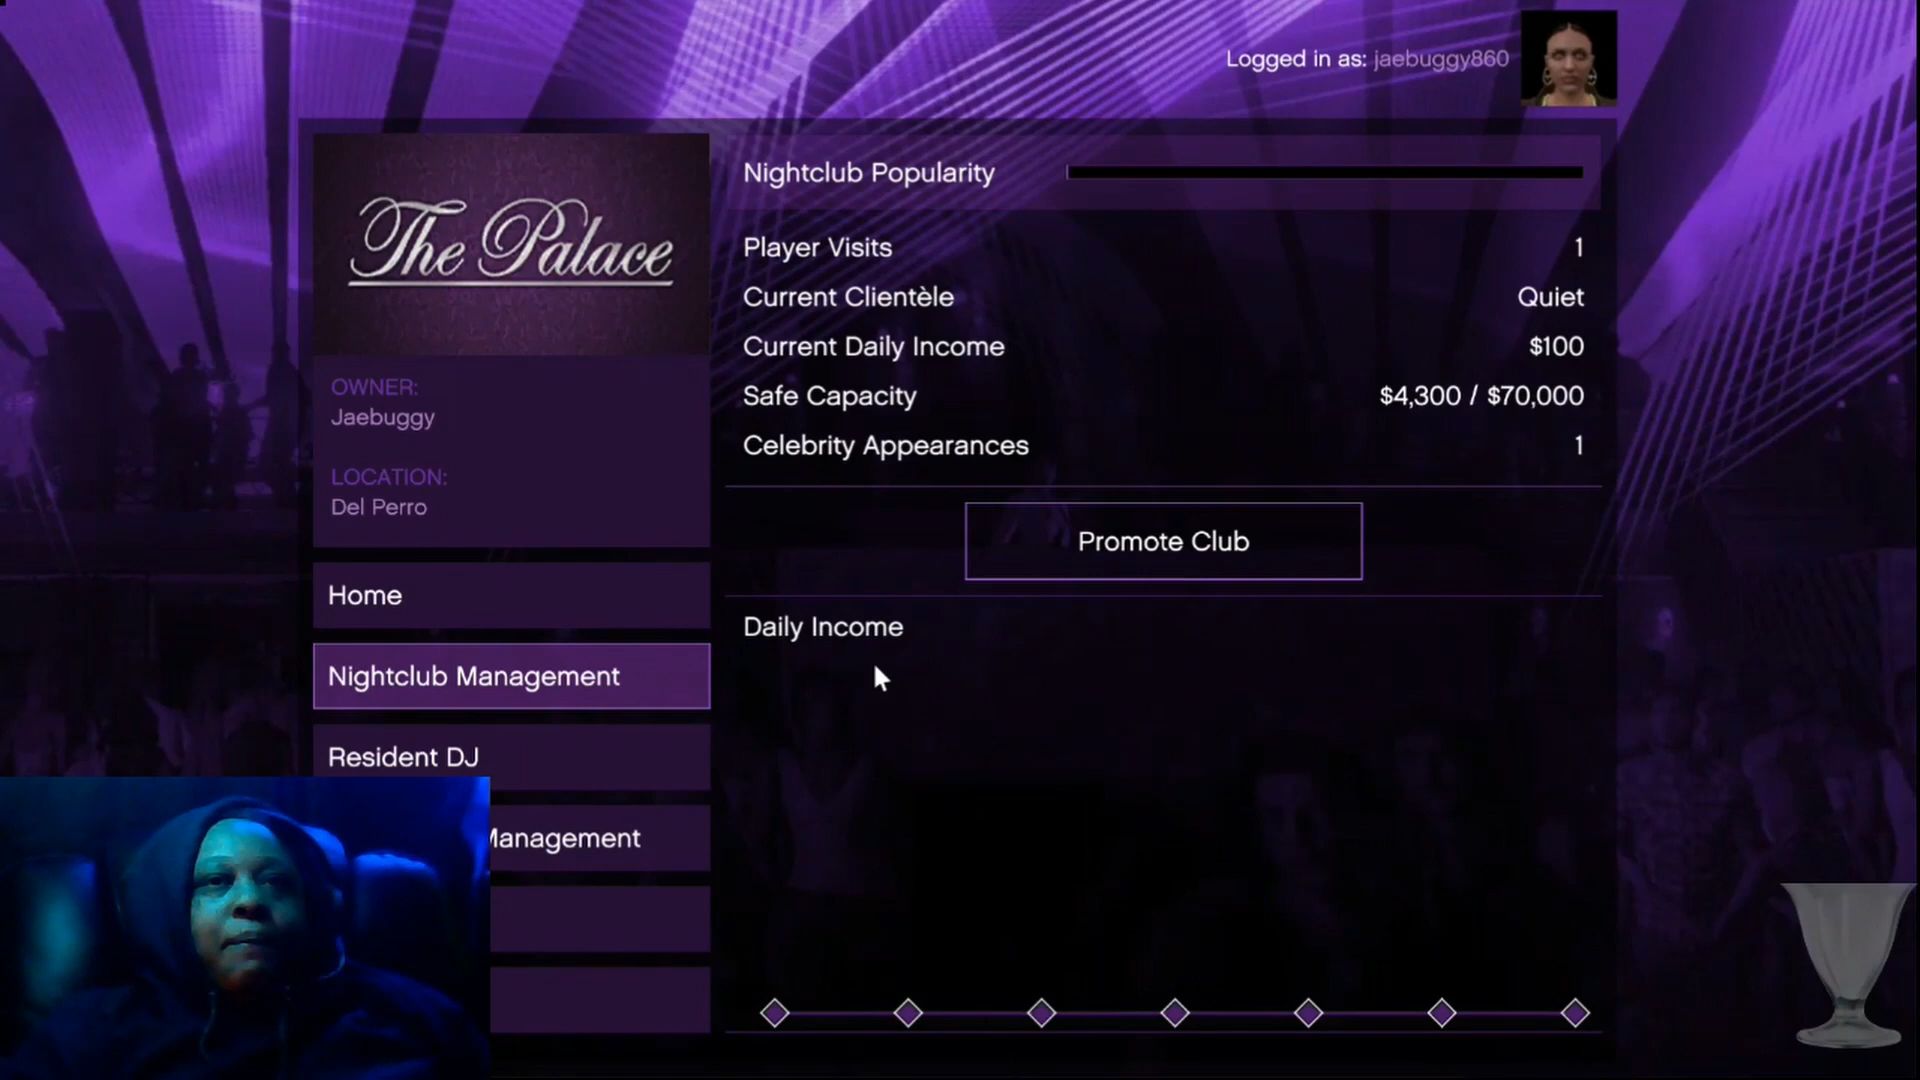 Logged in as: jaebuggy860
The Palace
OWNER:
Jaebuggy
LOCATION:
Del Perro
Home
Nightclub Management
Resident DJ
Management
Nightclub Popularity
Player Visits 1
Current Clientèle Quiet
Current Daily Income $100
Safe Capacity $4,300 / $70,000
Celebrity Appearances 1
Promote Club
Daily Income